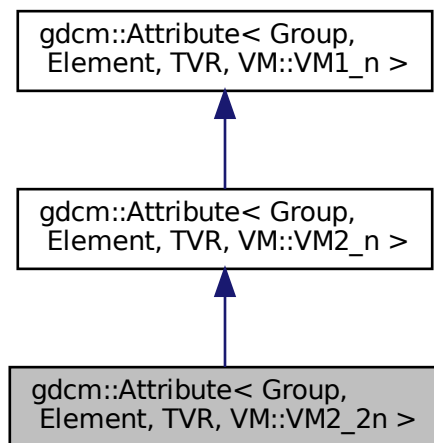 gdcm::Attribute< Group,
Element, TVR, VM::VM1_n >
gdcm::Attribute< Group,
Element, TVR, VM::VM2_n >
gdcm::Attribute< Group,
Element, TVR, VM::VM2_2n >